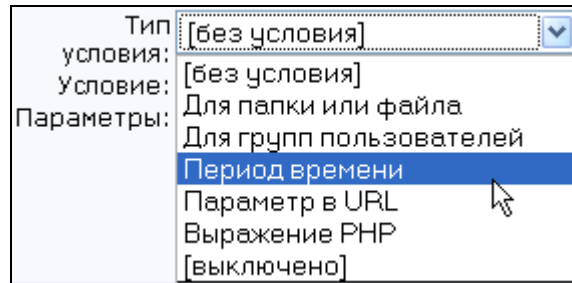 Тип условия:
[без условия]
Условие:
Параметры:
[без условия]
Для папки или файла
Для групп пользователей
Период времени
Параметр в URL
Выражение PHP
[выключено]